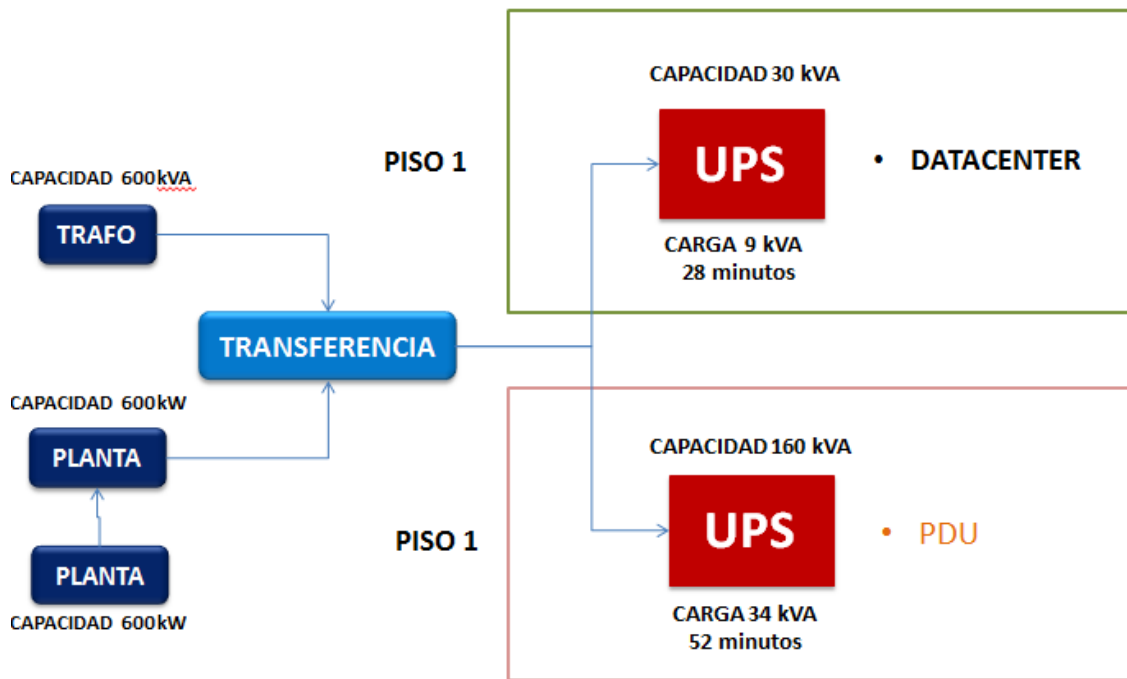 CAPACIDAD 600kVA
TRAFO
TRANSFERENCIA
CAPACIDAD 600kW
PLANTA
PLANTA
CAPACIDAD 600kW
PISO 1
CAPACIDAD 30 kVA
UPS
• DATACENTER
CARGA 9 kVA
28 minutos
PISO 1
CAPACIDAD 160 kVA
UPS
• PDU
CARGA 34 kVA
52 minutos